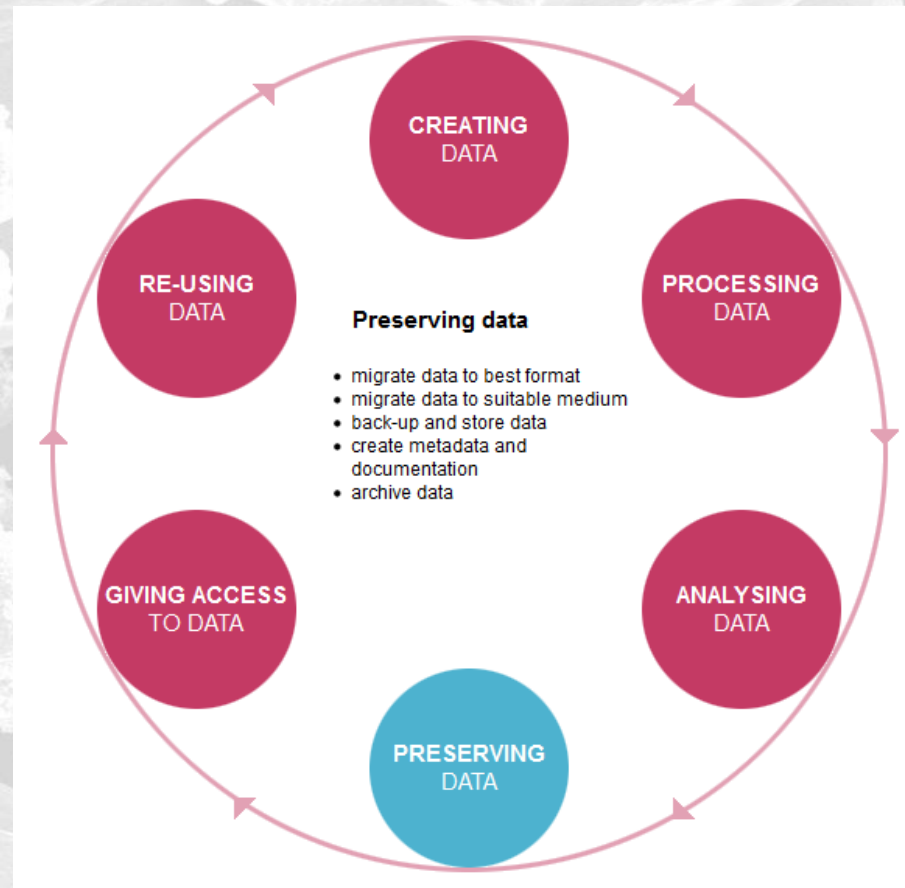 CREATING
DATA
PROCESSING
DATA
ANALYSING
DATA
PRESERVING
DATA
GIVING ACCESS
TO DATA
RE-USING
DATA
Preserving data
• migrate data to best format
• migrate data to suitable medium
• back-up and store data
• create metadata and
documentation
• archive data